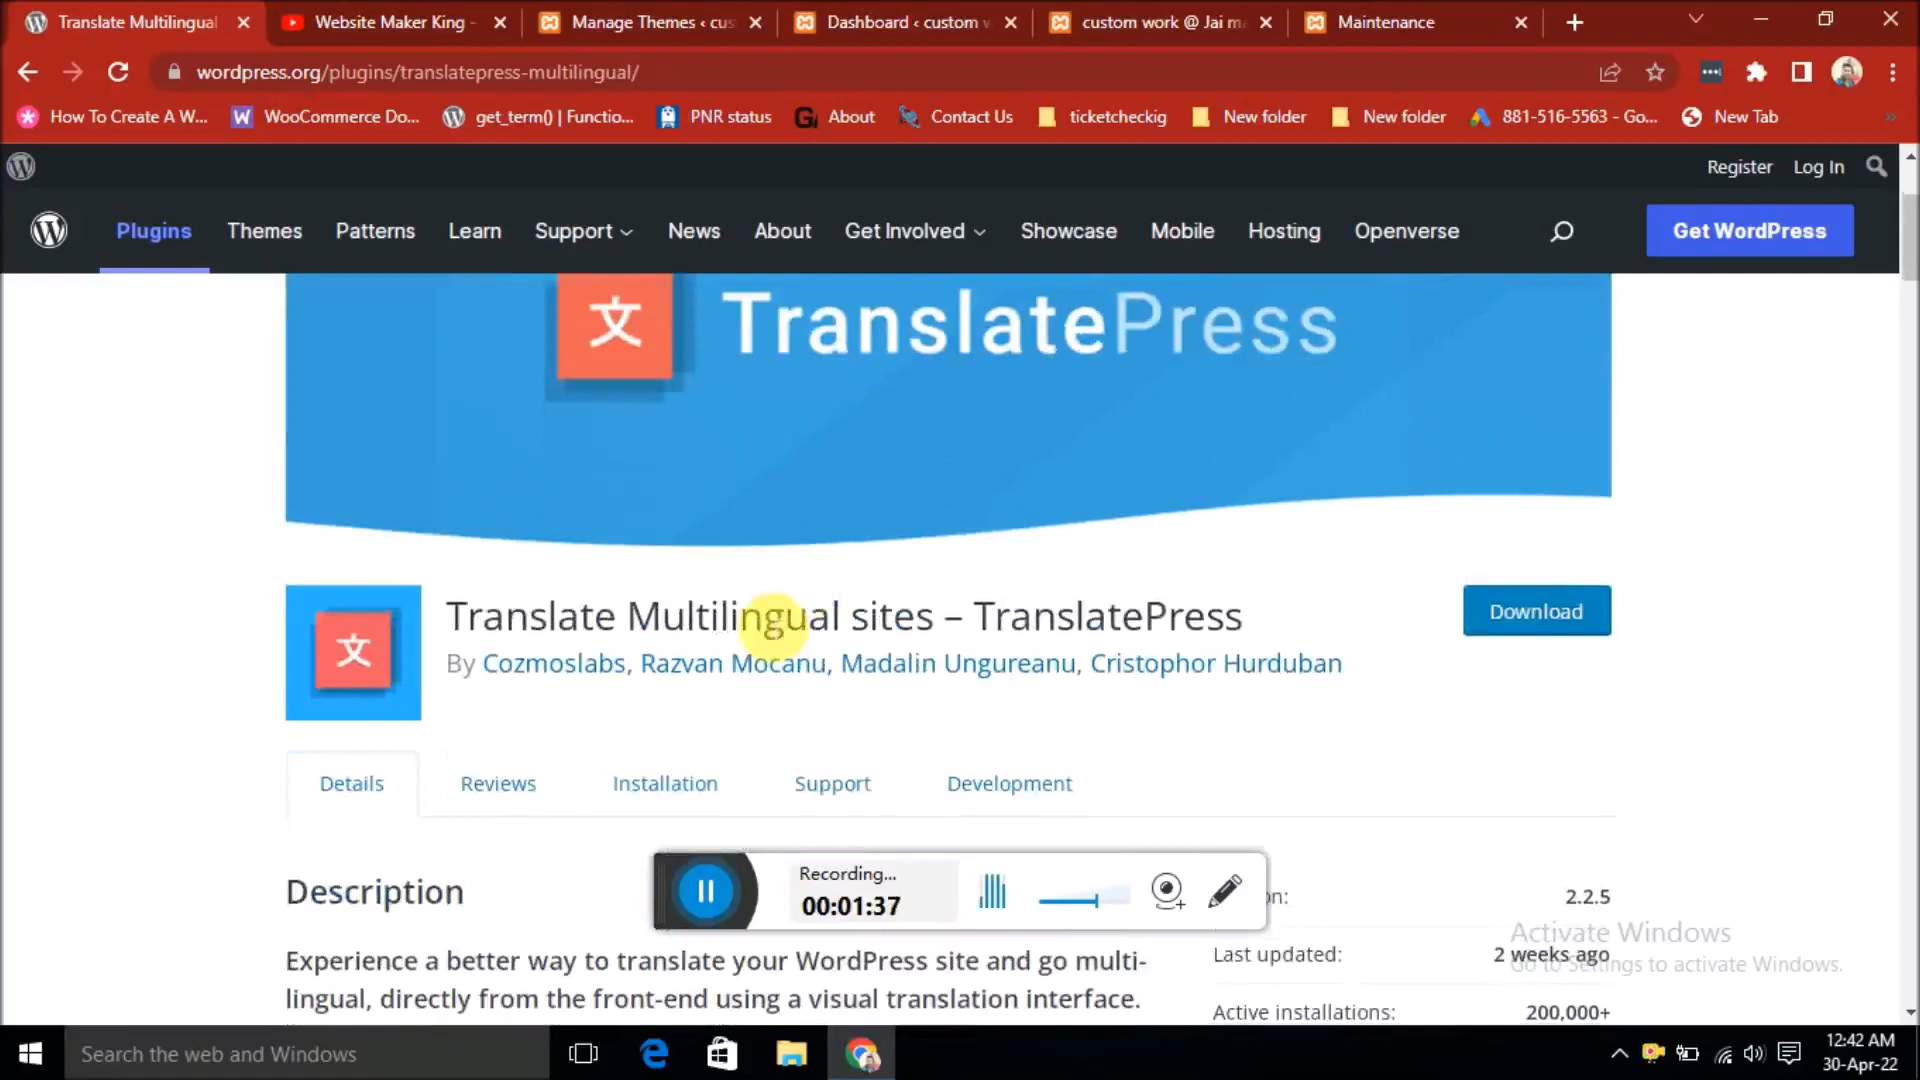 Translate Multilingual
Website Maker King -
Manage Themes ‹ cus
Dashboard ‹ custom w
custom work @ Jai m
Maintenance
wordpress.org/plugins/translatepress-multilingual/
How To Create A W...
WooCommerce Do...
get_term() | Functio...
PNR status
About
Contact Us
ticketcheckig
New folder
New folder
881-516-5563 - Go...
New Tab
Register
Log In
Plugins
Themes
Patterns
Learn
Support
News
About
Get Involved
Showcase
Mobile
Hosting
Openverse
Get WordPress
文 TranslatePress
文
Translate Multilingual sites – TranslatePress
Download
By Cozmoslabs, Razvan Mocanu, Madalin Ungureanu, Cristophor Hurduban
Details
Reviews
Installation
Support
Development
Description
Recording...
00:01:37
on:
2.2.5
Activate Windows
Go to Settings to activate Windows.
Last updated:
2 weeks ago
Experience a better way to translate your WordPress site and go multi-
lingual, directly from the front-end using a visual translation interface.
Active installations:
200,000+
Search the web and Windows
12:42 AM
30-Apr-22